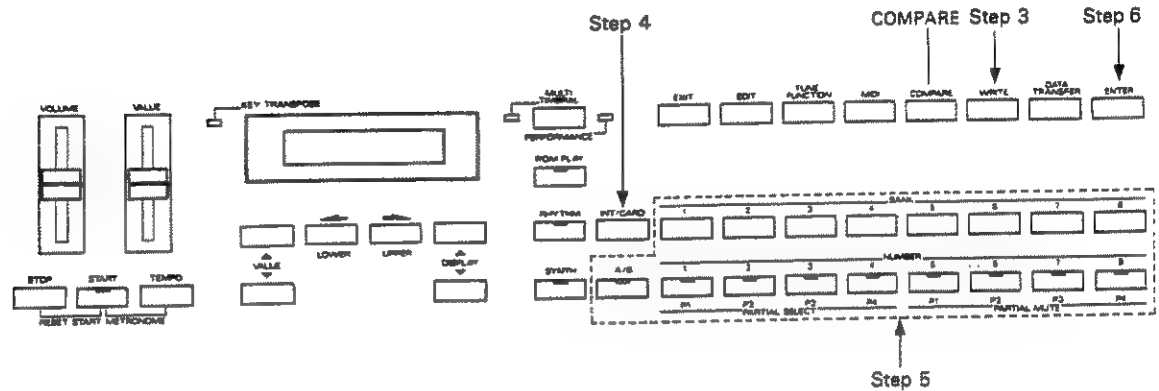 Step 4
COMPARE Step 3
Step 6
VOLUME
VALUE
KEY TRANSPOSE
MULTI TIMBRAL
PERFORMANCE
EXIT
EDIT
TUNE FUNCTION
MIDI
COMPARE
WRITE
DATA TRANSFER
ENTER
ROM PLAY
BANK
RHYTHM
INT/CARD
1 2 3 4 5 6 7 8
VALUE
LOWER
UPPER
DISPLAY
NUMBER
STOP
START
TEMPO
SYNTH
A/B
1 2 3 4 5 6 7 8
RESET START
METRONOME
P1 P2 P3 P4 P1 P2 P3 P4
PARTIAL SELECT
PARTIAL MUTE
Step 5